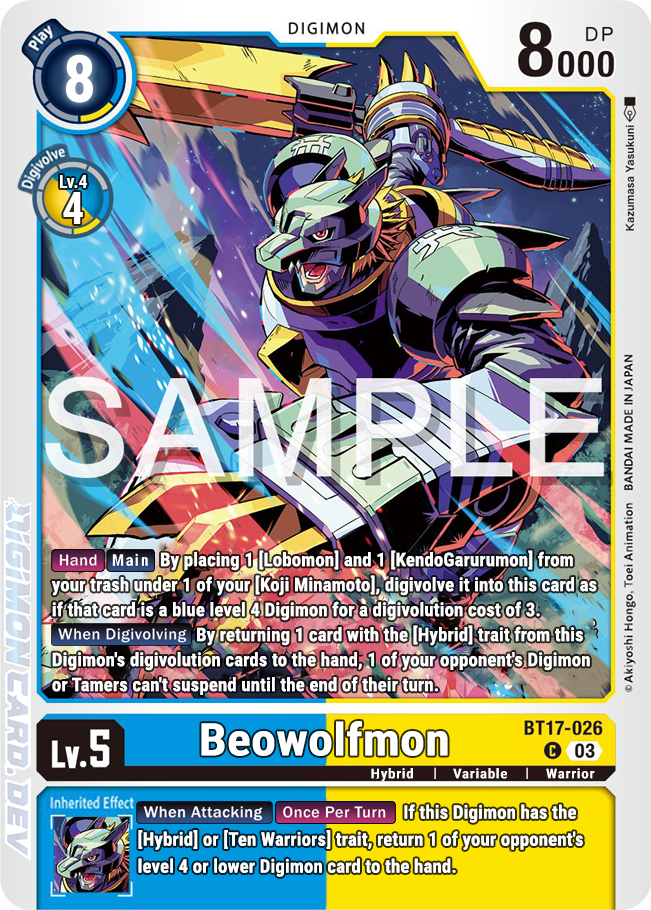 DIGIMON
Play
8
DP
8000
Digivolve
Lv.4
4
Kazumasa Yasukuni
SAMPLE
Hand Main By placing 1 [Lobomon] and 1 [KendoGarurumon] from
your trash under 1 of your [Koji Minamoto], digivolve it into this card as
if that card is a blue level 4 Digimon for a digivolution cost of 3.
When Digivolving By returning 1 card with the [Hybrid] trait from this
Digimon's digivolution cards to the hand, 1 of your opponent's Digimon
or Tamers can't suspend until the end of their turn.
© Akiyoshi Hongo, Toei Animation BANDAI MADE IN JAPAN
DIGIMONCARD.DEV
Lv.5
Beowolfmon
BT17-026
C 03
Hybrid | Variable | Warrior
Inherited Effect
When Attacking Once Per Turn If this Digimon has the
[Hybrid] or [Ten Warriors] trait, return 1 of your opponent's
level 4 or lower Digimon card to the hand.